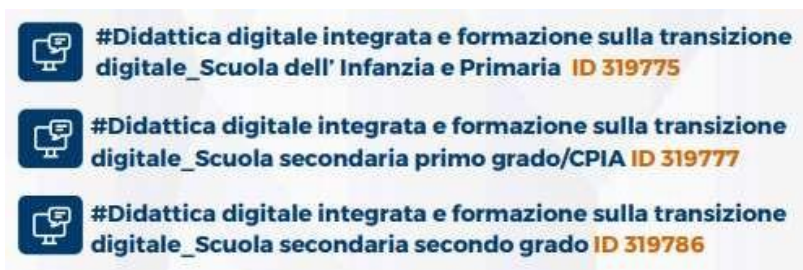 #Didattica digitale integrata e formazione sulla transizione
digitale_Scuola dell' Infanzia e Primaria ID 319775
#Didattica digitale integrata e formazione sulla transizione
digitale_Scuola secondaria primo grado/CPIA ID 319777
#Didattica digitale integrata e formazione sulla transizione
digitale_Scuola secondaria secondo grado ID 319786